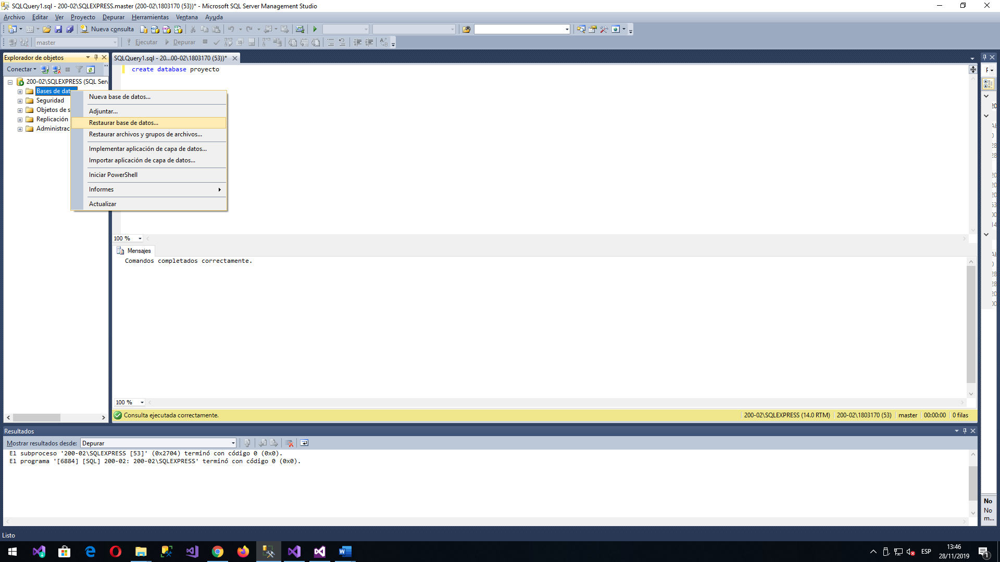 SQLQuery1.sql - 200-02\SQLEXPRESS.master (200-02\1803170 (53))* - Microsoft SQL Server Management Studio
Archivo Editar Ver Proyecto Depurar Herramientas Ventana Ayuda
Nueva consulta
master Ejecutar Depurar
Explorador de objetos
SQLQuery1.sql - 20...00-02\1803170 (53))*
Conectar
create database proyecto
200-02\SQLEXPRESS (SQL Ser
Bases de dat
Seguridad
Objetos de s
Replicación
Administrac
Nueva base de datos...
Adjuntar...
Restaurar base de datos...
Restaurar archivos y grupos de archivos...
Implementar aplicación de capa de datos...
Importar aplicación de capa de datos...
Iniciar PowerShell
Informes
Actualizar
100 %
Mensajes
Comandos completados correctamente.
100 %
Consulta ejecutada correctamente.
200-02\SQLEXPRESS (14.0 RTM) 200-02\1803170 (53) master 00:00:00 0 filas
Resultados
Mostrar resultados desde: Depurar
El subproceso '200-02\SQLEXPRESS [53]' (0x2704) terminó con código 0 (0x0).
El programa '[6884] [SQL] 200-02: 200-02\SQLEXPRESS' terminó con código 0 (0x0).
No
No
m...
Listo
ESP
13:46
28/11/2019
1